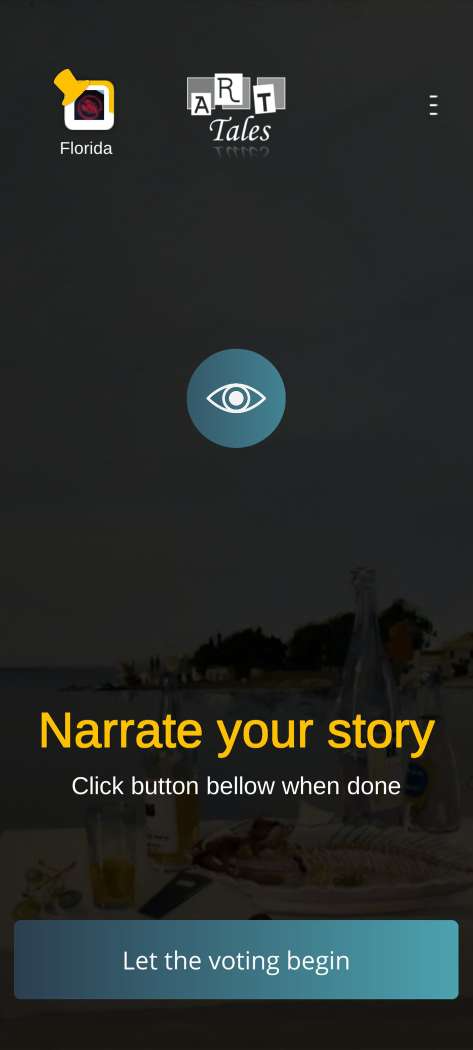 ART
Tales
Florida
Narrate your story
Click button bellow when done
Let the voting begin